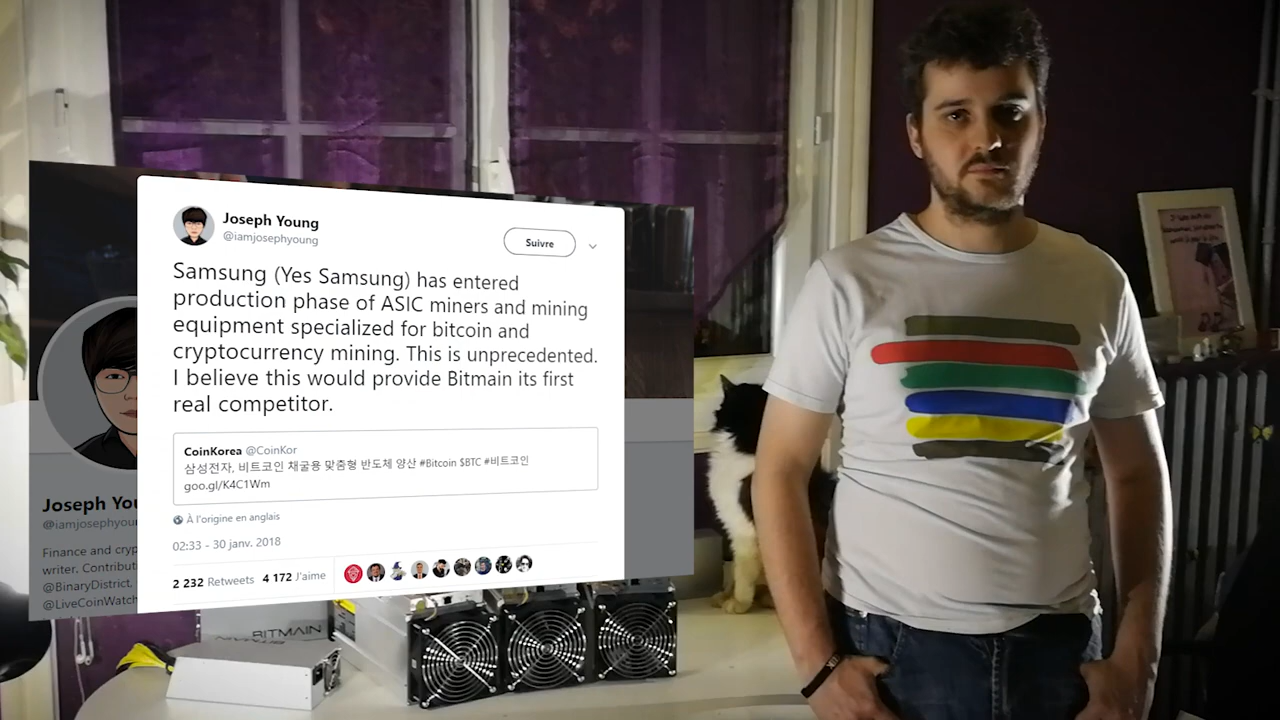 Joseph Young
@iamjosephyoung
Suivre
Samsung (Yes Samsung) has entered
production phase of ASIC miners and mining
equipment specialized for bitcoin and
cryptocurrency mining. This is unprecedented.
I believe this would provide Bitmain its first
real competitor.
CoinKorea @CoinKor
삼성전자, 비트코인 채굴용 맞춤형 반도체 양산 #Bitcoin $BTC #비트코인
goo.gl/K4C1Wm
À l'origine en anglais
02:33 - 30 janv. 2018
2 232 Retweets 4 172 J'aime
Joseph You
@iamjosephyou
Finance and cryp
writer. Contribut
@BinaryDistrict.
@LiveCoinWatch
BITMAIN